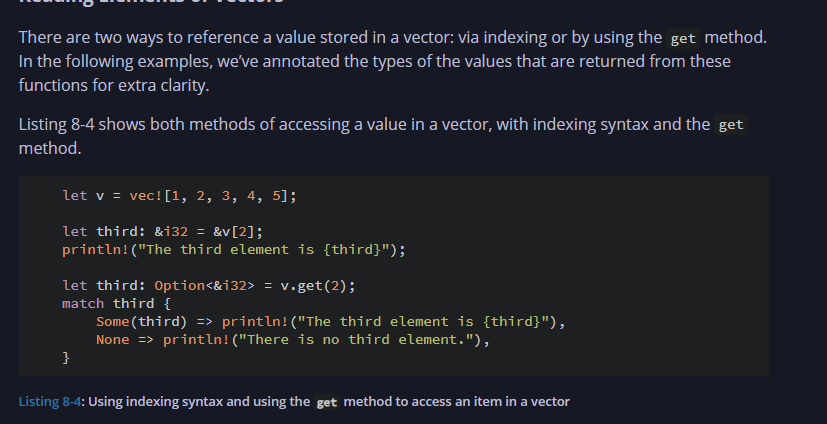 Reading Elements of Vectors
There are two ways to reference a value stored in a vector: via indexing or by using the get method.
In the following examples, we’ve annotated the types of the values that are returned from these
functions for extra clarity.
Listing 8-4 shows both methods of accessing a value in a vector, with indexing syntax and the get
method.
let v = vec![1, 2, 3, 4, 5];
let third: &i32 = &v[2];
println!("The third element is {third}");
let third: Option<&i32> = v.get(2);
match third {
Some(third) => println!("The third element is {third}"),
None => println!("There is no third element."),
}
Listing 8-4: Using indexing syntax and using the get method to access an item in a vector